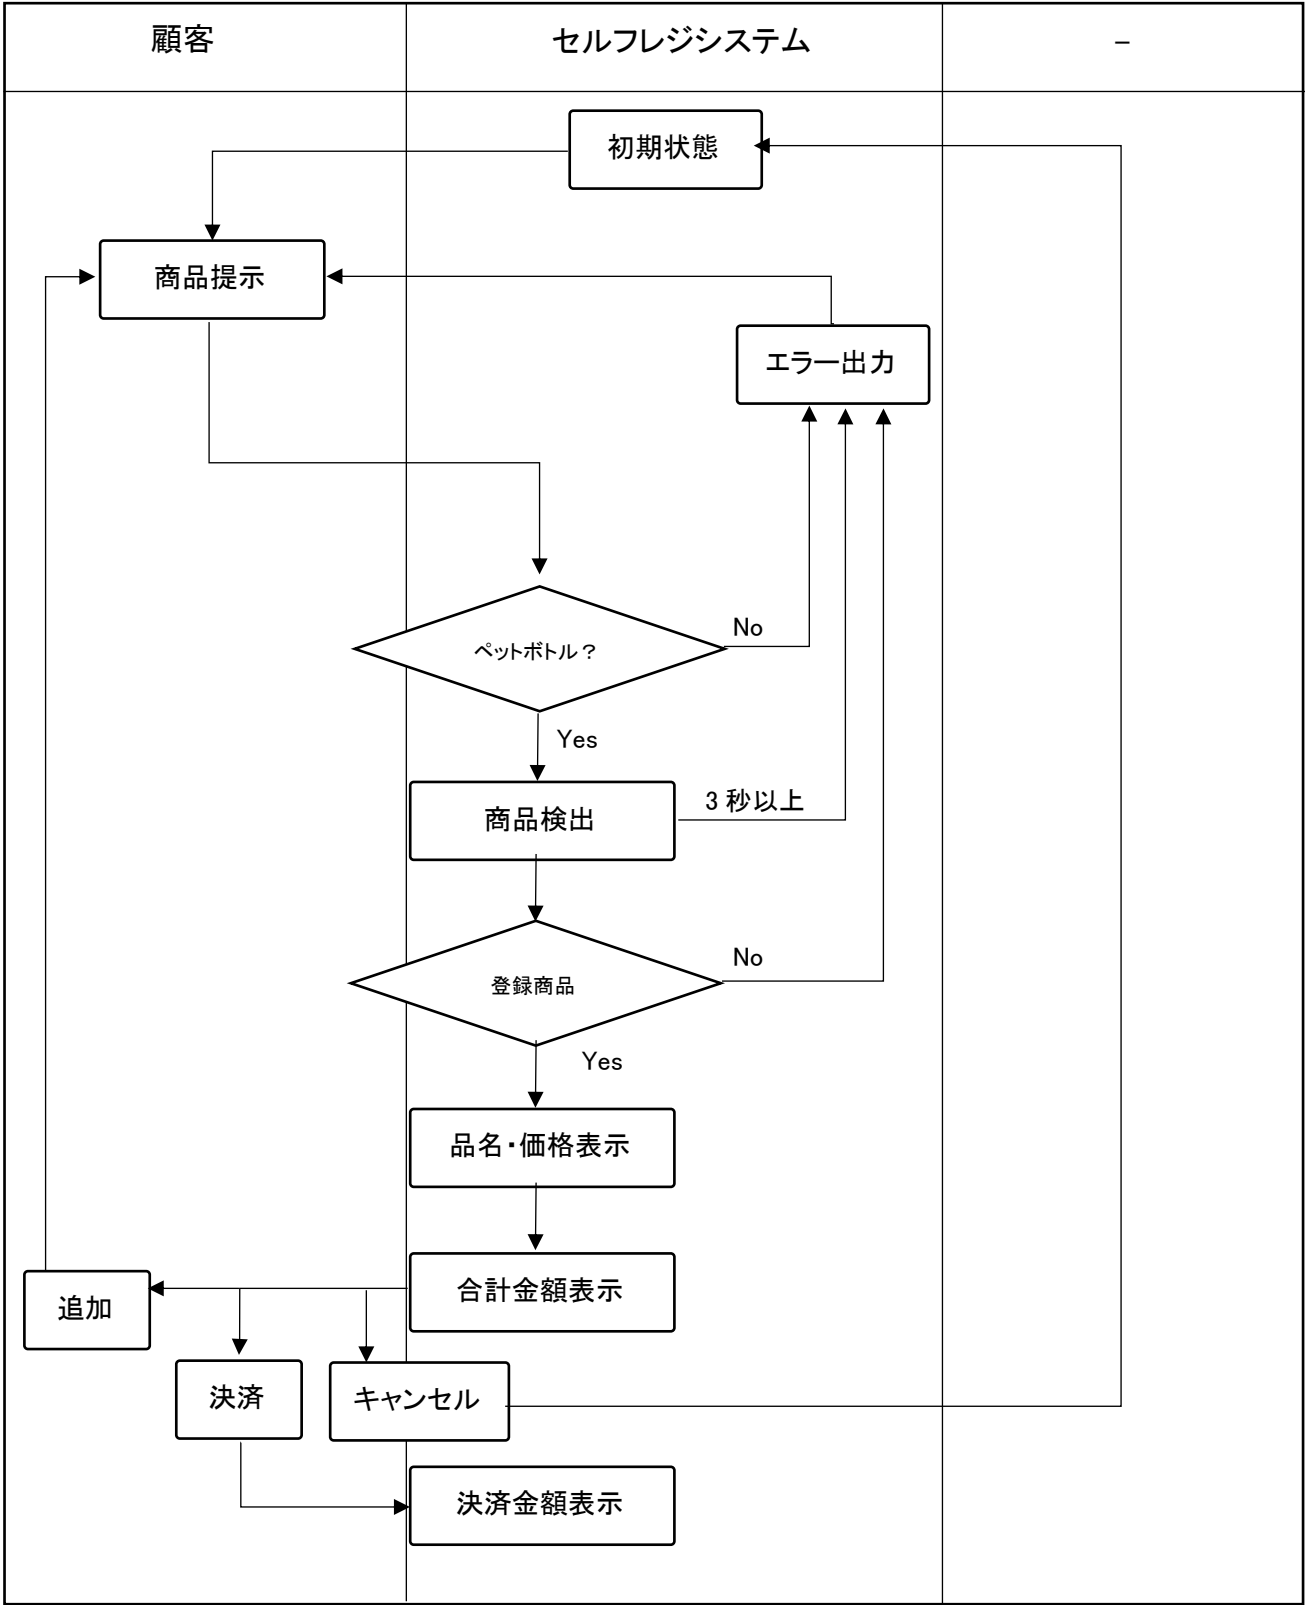 顧客
セルフレジシステム
-
初期状態
商品提示
エラー出力
ペットボトル？
No
Yes
商品検出
3 秒以上
登録商品
No
Yes
品名・価格表示
合計金額表示
追加
決済
キャンセル
決済金額表示